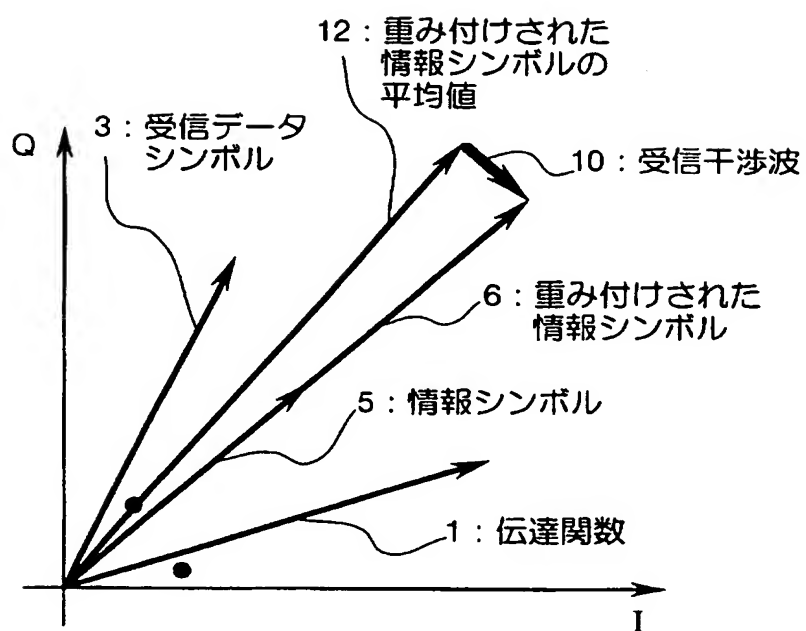 12：重み付けされた
情報シンボルの
平均値
3：受信データ
シンボル
Q
10：受信干渉波
6：重み付けされた
情報シンボル
5：情報シンボル
1：伝達関数
I